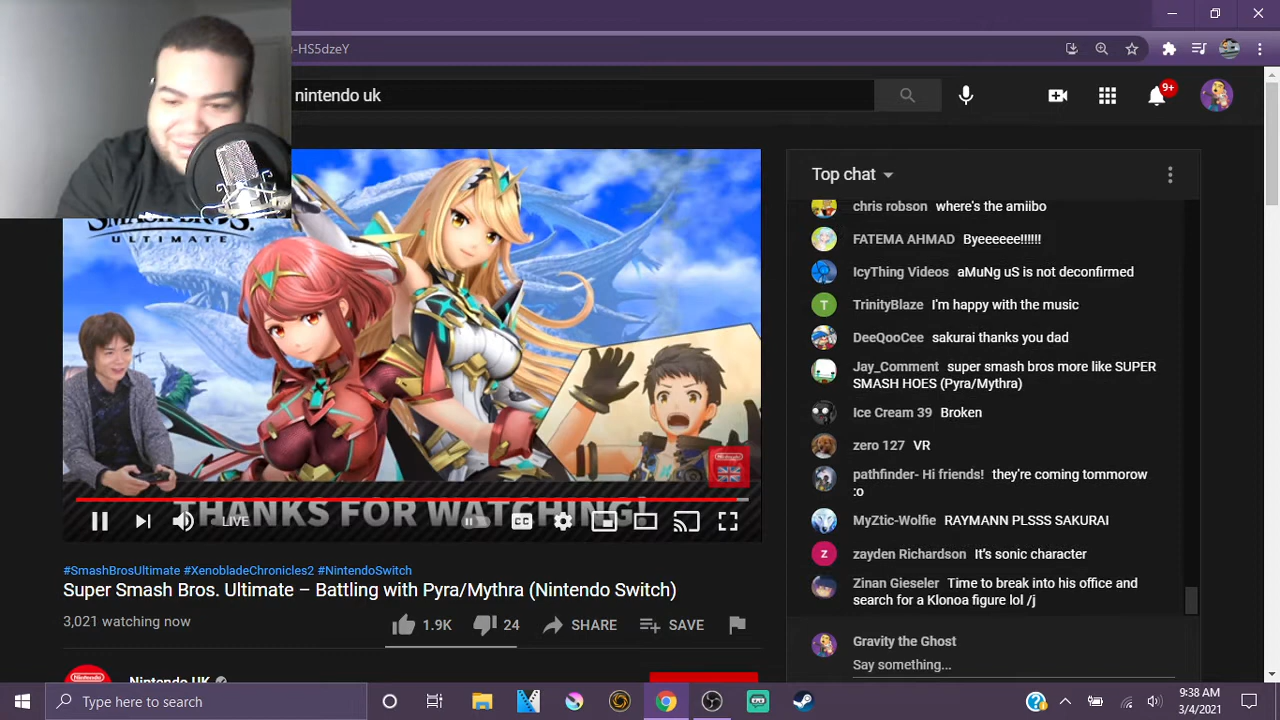 -HS5dzeY
nintendo uk
9+
SMASH BROS.
ULTIMATE
THANKS FOR WATCHING!
LIVE
CC
#SmashBrosUltimate #XenobladeChronicles2 #NintendoSwitch
Super Smash Bros. Ultimate – Battling with Pyra/Mythra (Nintendo Switch)
3,021 watching now
1.9K
24
SHARE
SAVE
Nintendo
Nintendo UK
Top chat
chris robson where's the amiibo
FATEMA AHMAD Byeeeeee!!!!!!
IcyThing Videos aMuNg uS is not deconfirmed
T
TrinityBlaze I'm happy with the music
DeeQooCee sakurai thanks you dad
Jay_Comment super smash bros more like SUPER
SMASH HOES (Pyra/Mythra)
Ice Cream 39 Broken
zero 127 VR
pathfinder- Hi friends! they're coming tommorow
:o
MyZtic-Wolfie RAYMANN PLSSS SAKURAI
z
zayden Richardson It's sonic character
Zinan Gieseler Time to break into his office and
search for a Klonoa figure lol /j
Gravity the Ghost
Say something...
Type here to search
9:38 AM
3/4/2021